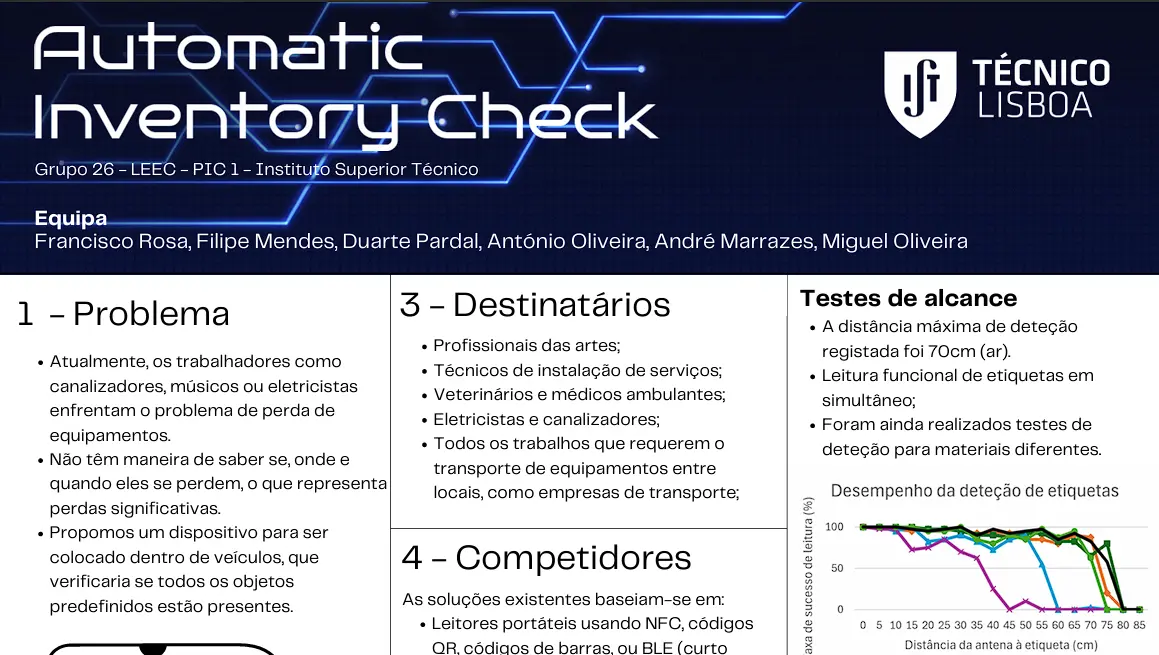 Automatic
Inventory Check
TÉCNICO
LISBOA
Grupo 26 - LEEC - PIC 1 - Instituto Superior Técnico
Equipa
Francisco Rosa, Filipe Mendes, Duarte Pardal, António Oliveira, André Marrazes, Miguel Oliveira
1 - Problema
• Atualmente, os trabalhadores como
canalizadores, músicos ou eletricistas
enfrentam o problema de perda de
equipamentos.
• Não têm maneira de saber se, onde e
quando eles se perdem, o que representa
perdas significativas.
• Propomos um dispositivo para ser
colocado dentro de veículos, que
verificaria se todos os objetos
predefinidos estão presentes.
3 - Destinatários
• Profissionais das artes;
• Técnicos de instalação de serviços;
• Veterinários e médicos ambulantes;
• Eletricistas e canalizadores;
• Todos os trabalhos que requerem o
transporte de equipamentos entre
locais, como empresas de transporte;
4 - Competidores
As soluções existentes baseiam-se em:
• Leitores portáteis usando NFC, códigos
QR, códigos de barras, ou BLE (curto
Testes de alcance
• A distância máxima de deteção
registada foi 70cm (ar).
• Leitura funcional de etiquetas em
simultâneo;
• Foram ainda realizados testes de
deteção para materiais diferentes.
Desempenho da deteção de etiquetas
axa de sucesso de leitura (%)
100
50
0
0 5 10 15 20 25 30 35 40 45 50 55 60 65 70 75 80 85
Distância da antena à etiqueta (cm)